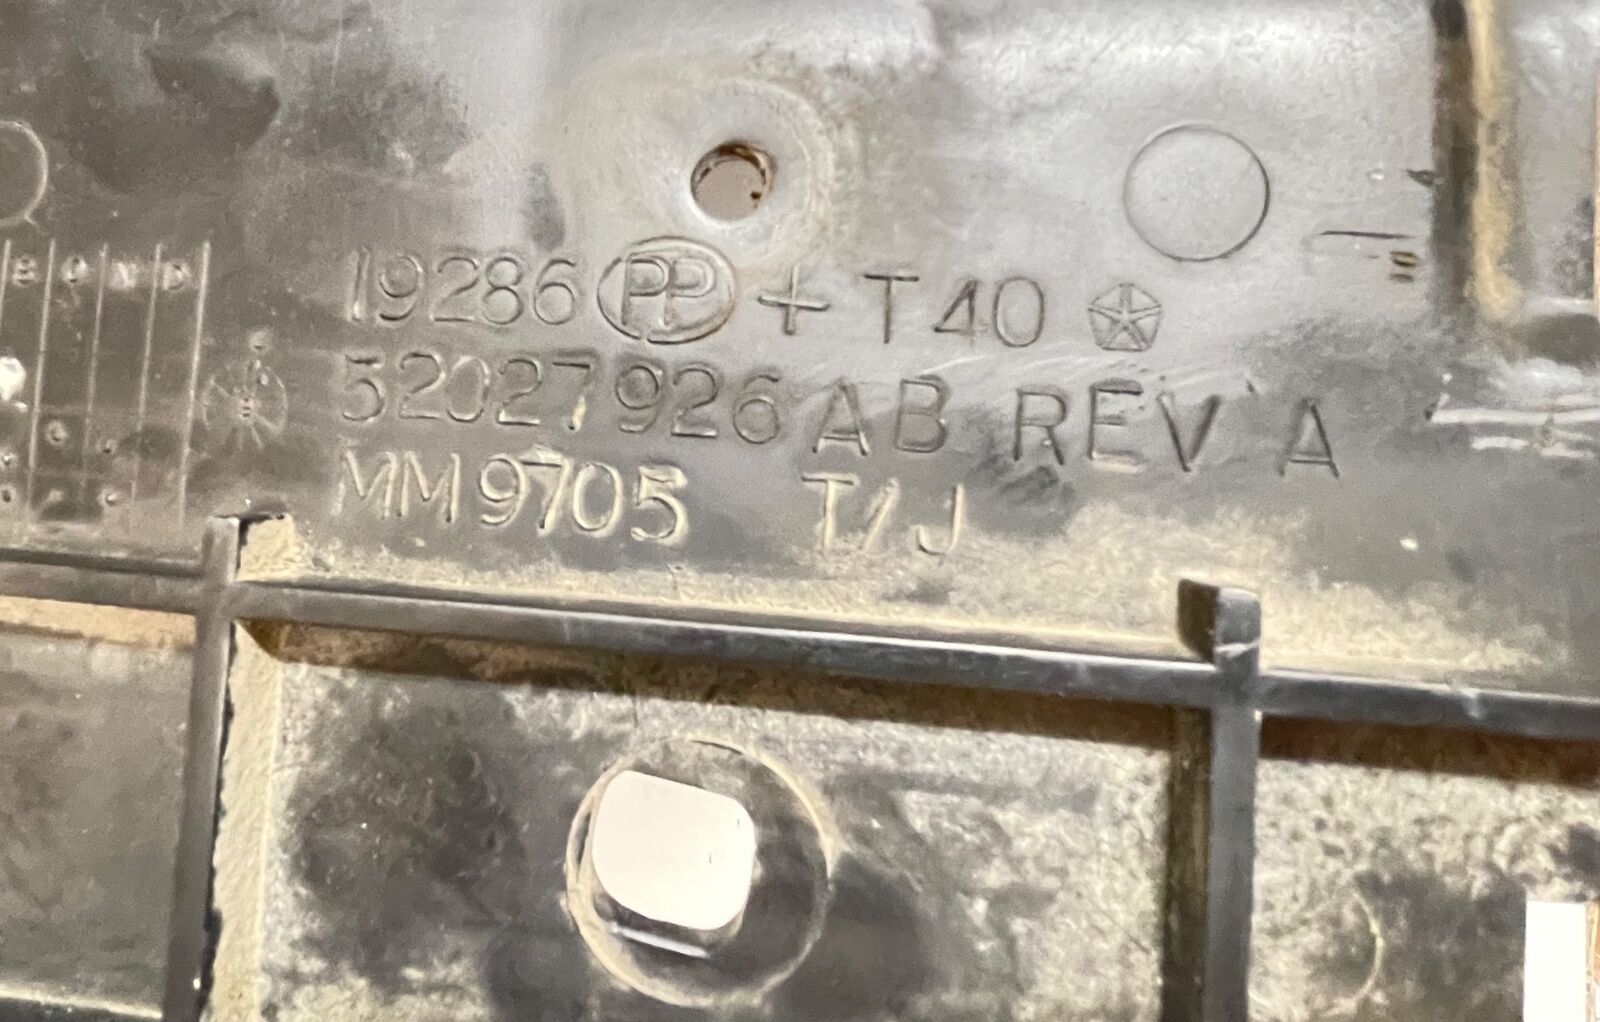 19286 PP + T40
52027926AB REV A
MM9705 T/J